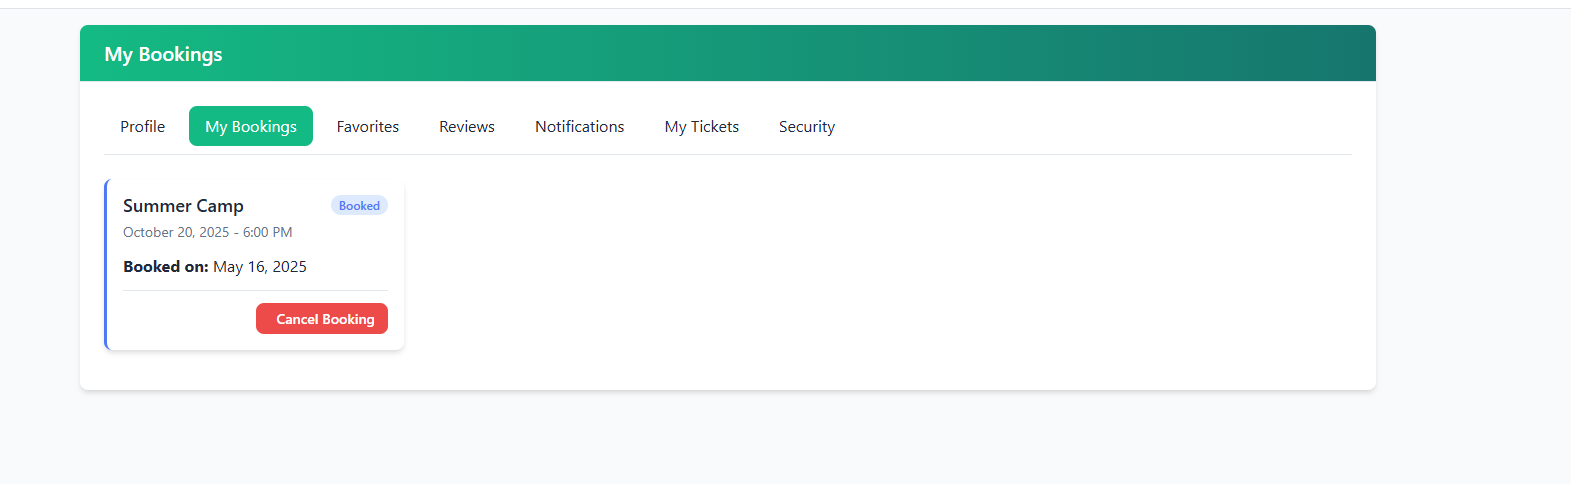 My Bookings
Profile My Bookings Favorites Reviews Notifications My Tickets Security
Summer Camp Booked
October 20, 2025 - 6:00 PM
Booked on: May 16, 2025
Cancel Booking